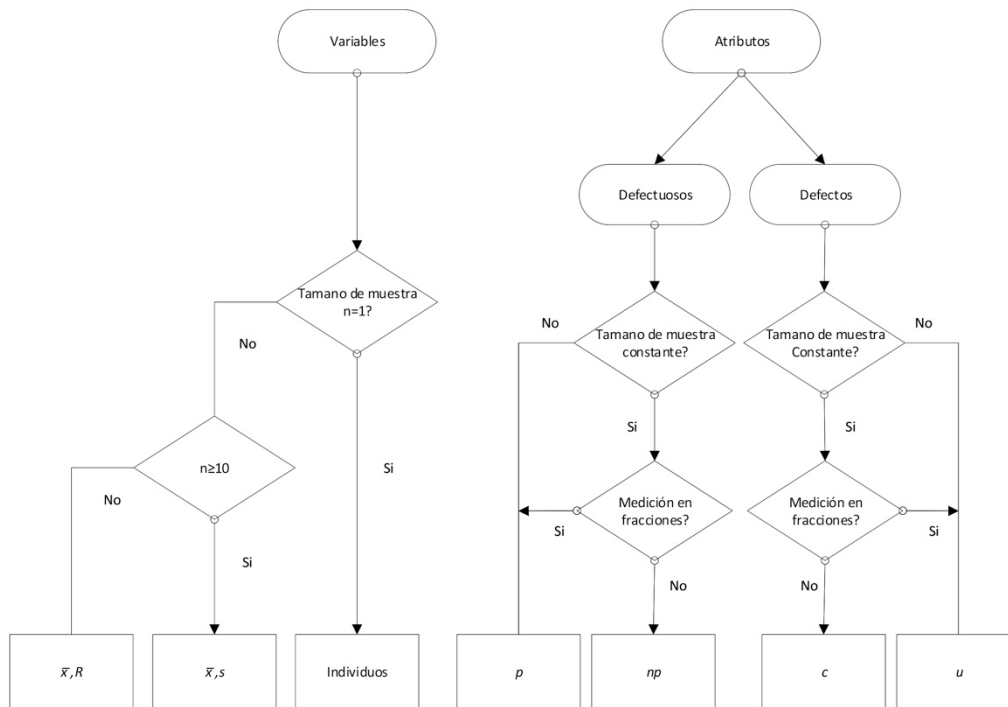 Variables
Atributos
Defectuosos
Defectos
Tamano de muestra
n=1?
No
Si
n≥10
No
Si
Tamano de muestra
constante?
No
Si
Tamano de muestra
Constante?
No
Si
Medición en
fracciones?
Si
No
Medición en
fracciones?
Si
No
x̅,R
x̅,s
Individuos
p
np
c
u